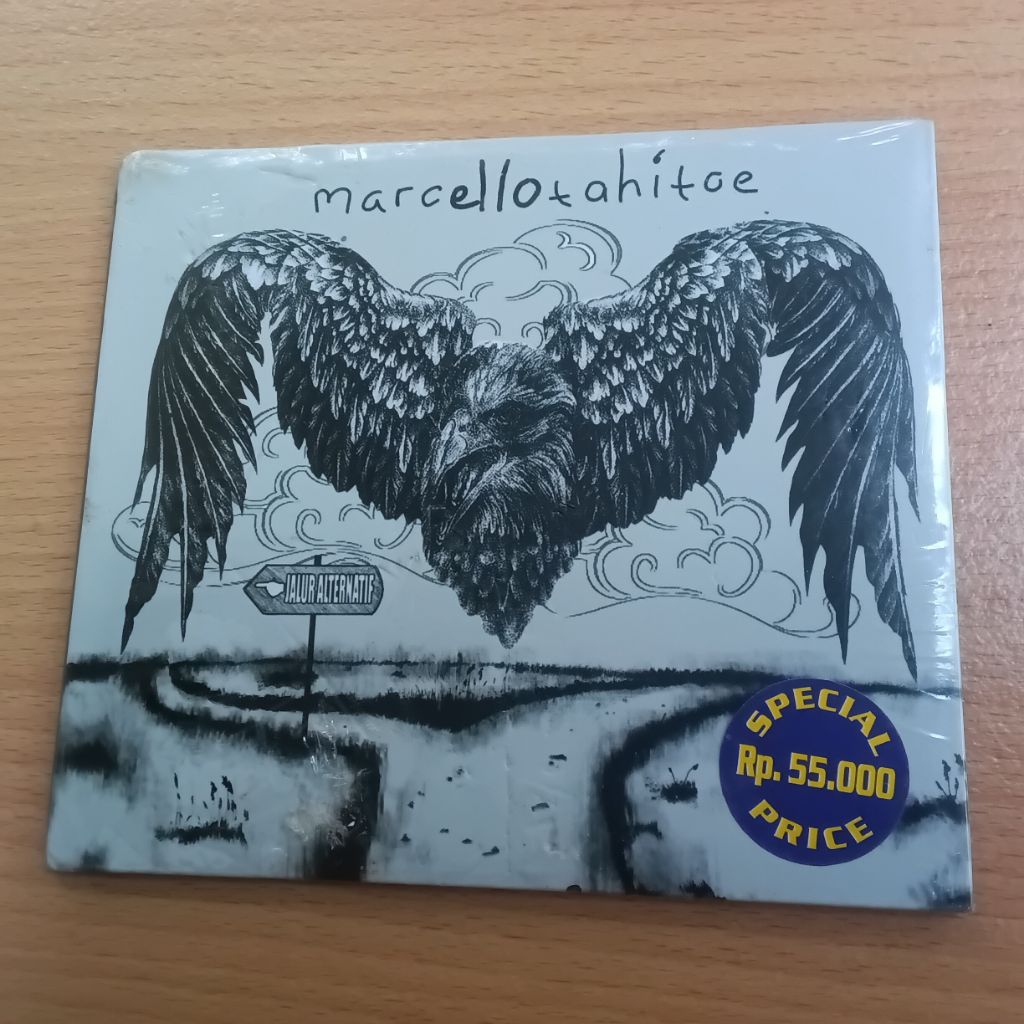 marcellotahitoe
JALUR ALTERNATIF
SPECIAL
Rp. 55.000
PRICE